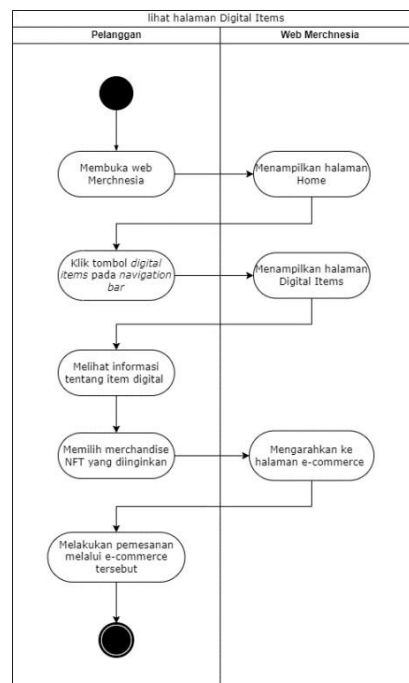 lihat halaman Digital Items
Pelanggan
Web Merchnesia
Membuka web
Merchnesia
Menampilkan halaman
Home
Klik tombol digital
items pada navigation
bar
Menampilkan halaman
Digital Items
Melihat informasi
tentang item digital
Memilih merchandise
NFT yang diinginkan
Mengarahkan ke
halaman e-commerce
Melakukan pemesanan
melalui e-commerce
tersebut